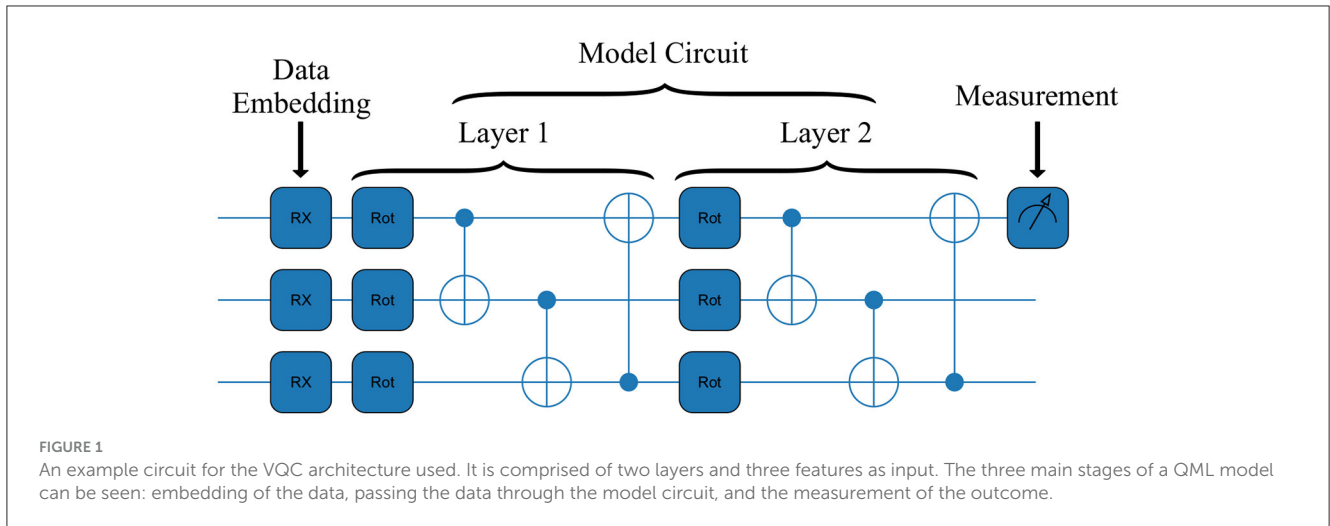 Model Circuit
Data
Embedding
Measurement
Layer 1
Layer 2
RX
Rot
Rot
RX
Rot
Rot
RX
Rot
Rot
FIGURE 1
An example circuit for the VQC architecture used. It is comprised of two layers and three features as input. The three main stages of a QML model
can be seen: embedding of the data, passing the data through the model circuit, and the measurement of the outcome.